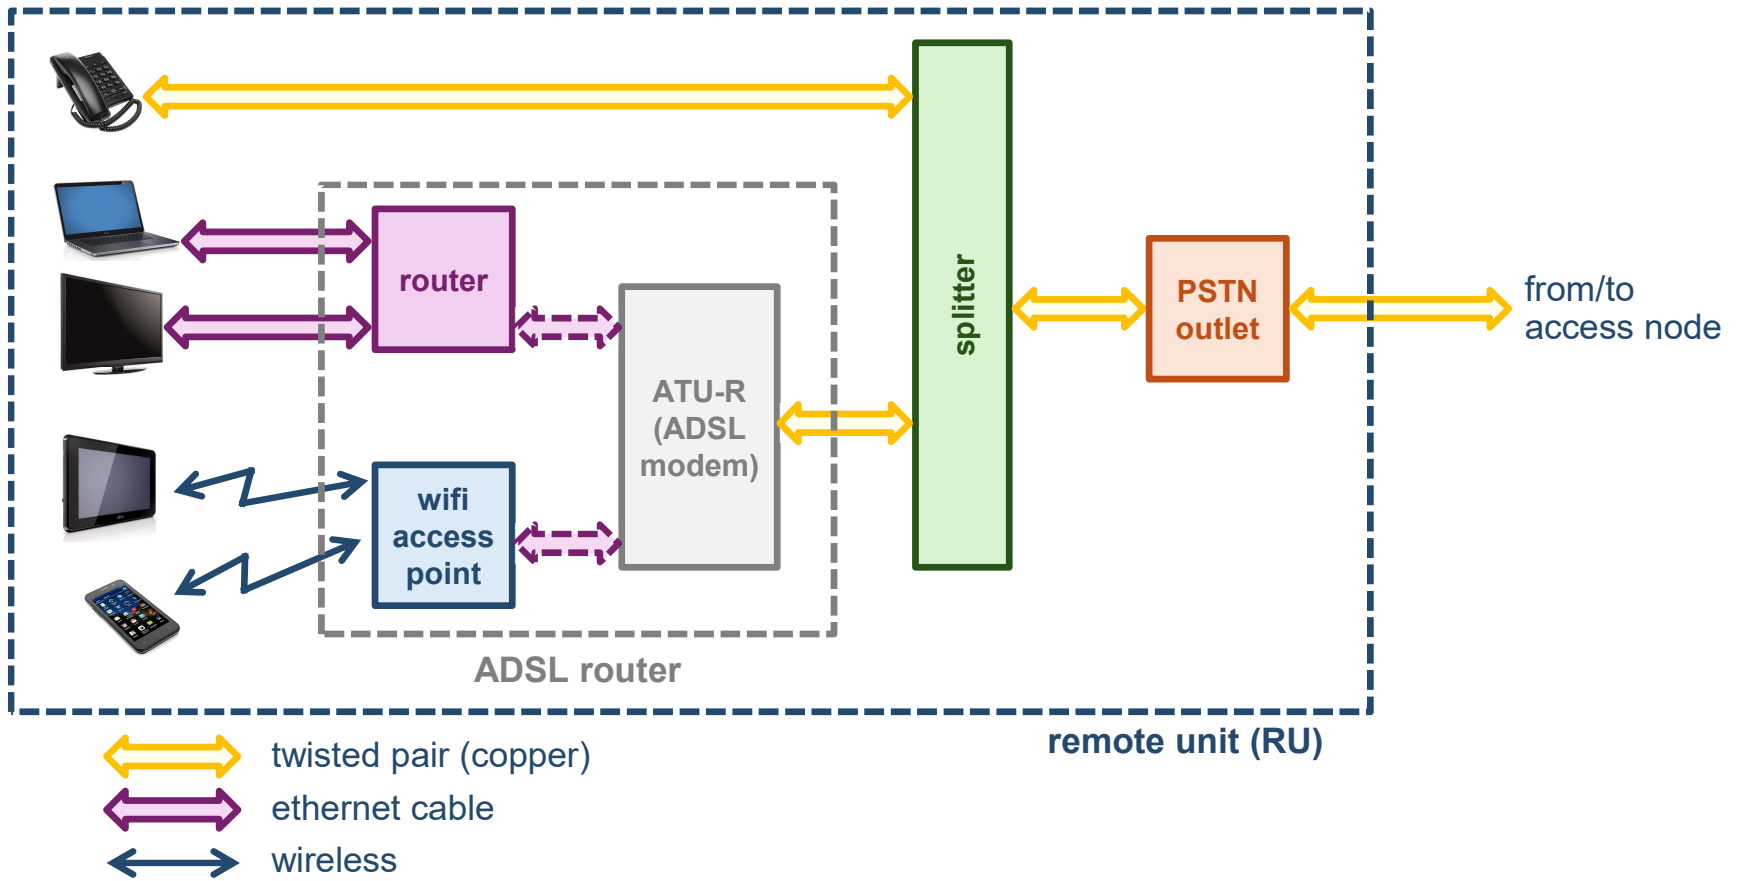 router
splitter
PSTN
outlet
from/to
access node
ATU-R
(ADSL
modem)
wifi
access
point
ADSL router
remote unit (RU)
twisted pair (copper)
ethernet cable
wireless